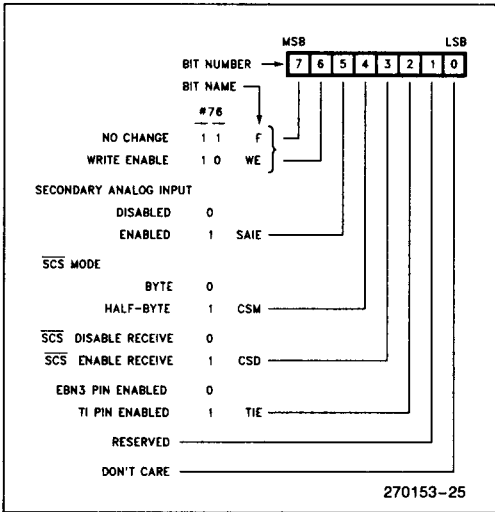 MSB LSB
BIT NUMBER → 7 6 5 4 3 2 1 0
BIT NAME
#76
NO CHANGE 1 1 F
WRITE ENABLE 1 0 WE
SECONDARY ANALOG INPUT
DISABLED 0
ENABLED 1 SAIE
SCS MODE
BYTE 0
HALF-BYTE 1 CSM
SCS DISABLE RECEIVE 0
SCS ENABLE RECEIVE 1 CSD
EBN3 PIN ENABLED 0
TI PIN ENABLED 1 TIE
RESERVED
DON'T CARE
270153-25